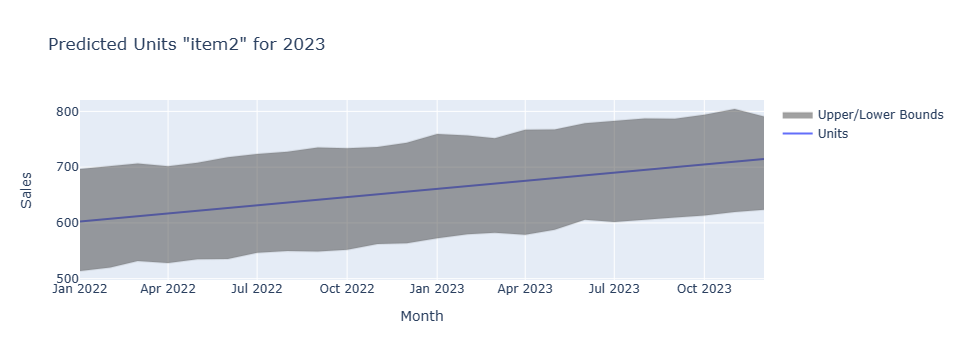 Predicted Units "item2" for 2023
800
700
600
500
Sales
Jan 2022 Apr 2022 Jul 2022 Oct 2022 Jan 2023 Apr 2023 Jul 2023 Oct 2023
Month
Upper/Lower Bounds
Units